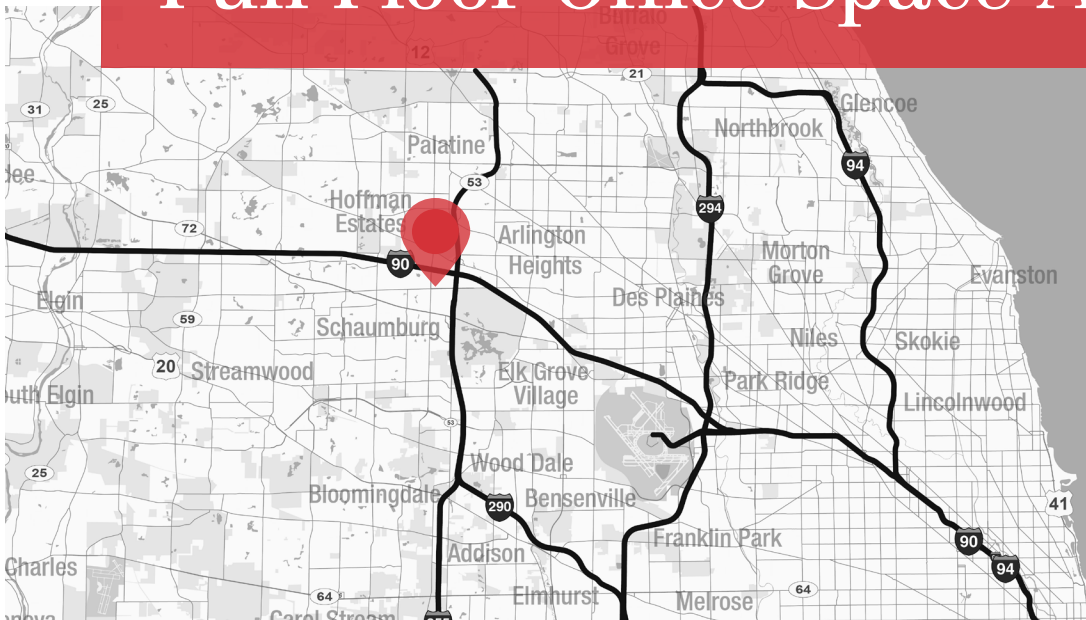 Full Floor Office Space A
Buffalo
Grove
12
21
31
25
Glencoe
Northbrook
Palatine
94
53
Hoffman
Estates
294
72
Arlington
Heights
Morton
Grove
90
Evanston
Elgin
Des Plaines
59
Schaumburg
Niles
Skokie
20
Streamwood
Elk Grove
Village
Park Ridge
outh Elgin
Lincolnwood
53
25
Wood Dale
Bloomingdale
Bensenville
290
41
Franklin Park
90
Addison
94
Charles
64
Elmhurst
Melrose
64
Carol Stream